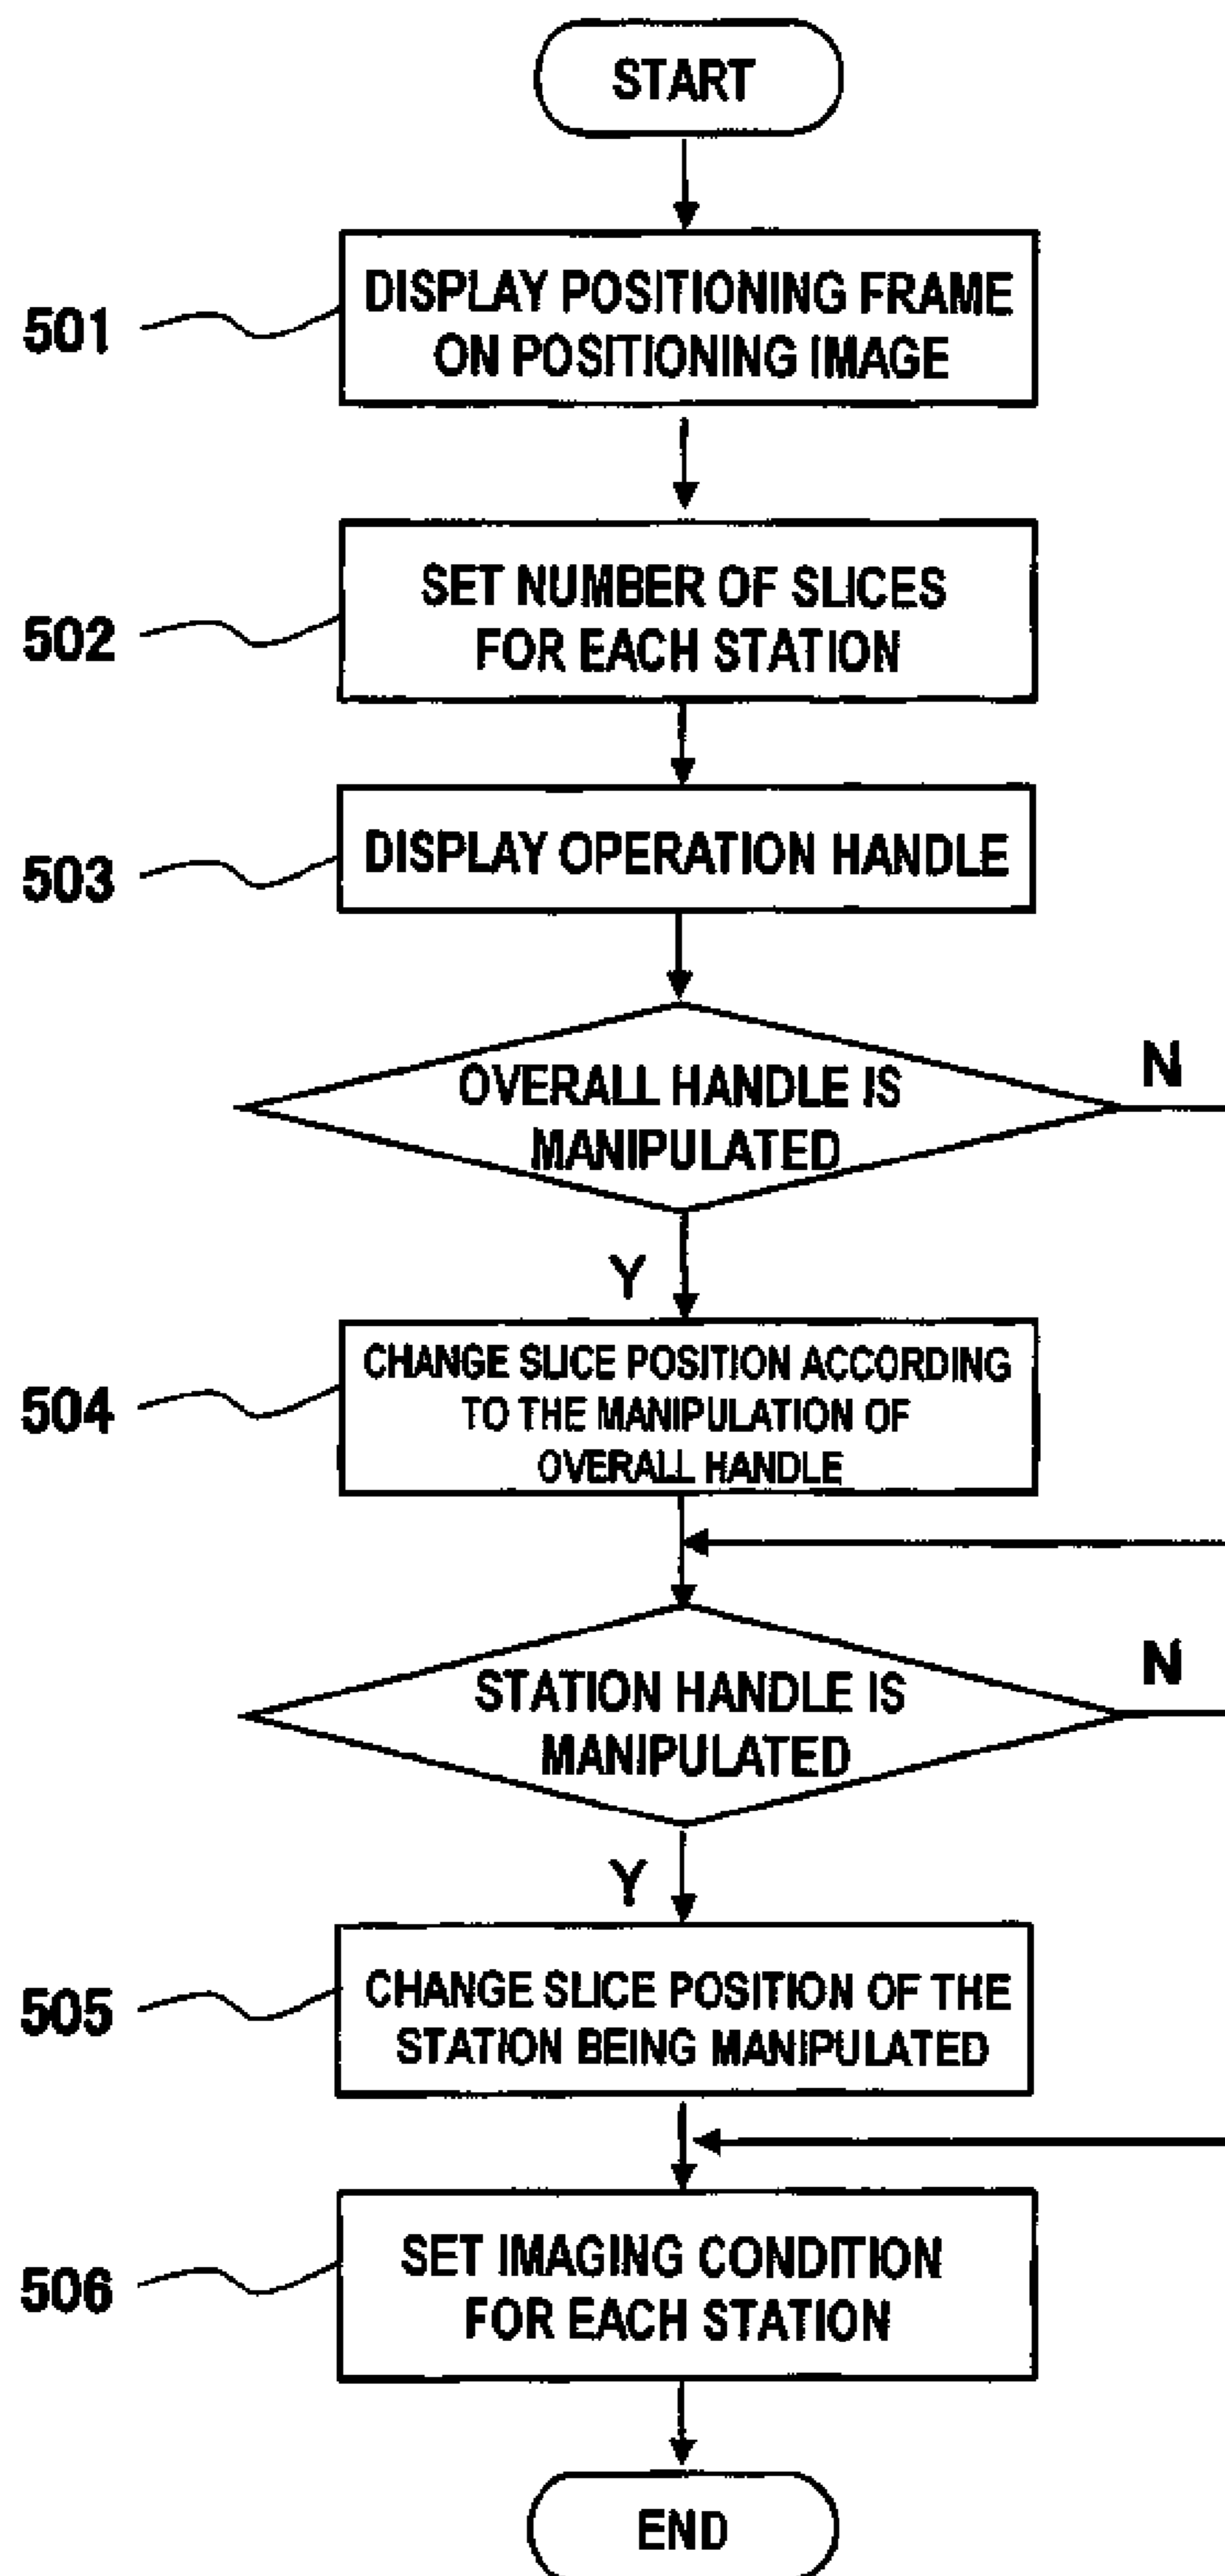 START
501
DISPLAY POSITIONING FRAME
ON POSITIONING IMAGE
502
SET NUMBER OF SLICES
FOR EACH STATION
503
DISPLAY OPERATION HANDLE
OVERALL HANDLE IS
MANIPULATED
N
Y
504
CHANGE SLICE POSITION ACCORDING
TO THE MANIPULATION OF
OVERALL HANDLE
STATION HANDLE IS
MANIPULATED
N
Y
505
CHANGE SLICE POSITION OF THE
STATION BEING MANIPULATED
506
SET IMAGING CONDITION
FOR EACH STATION
END